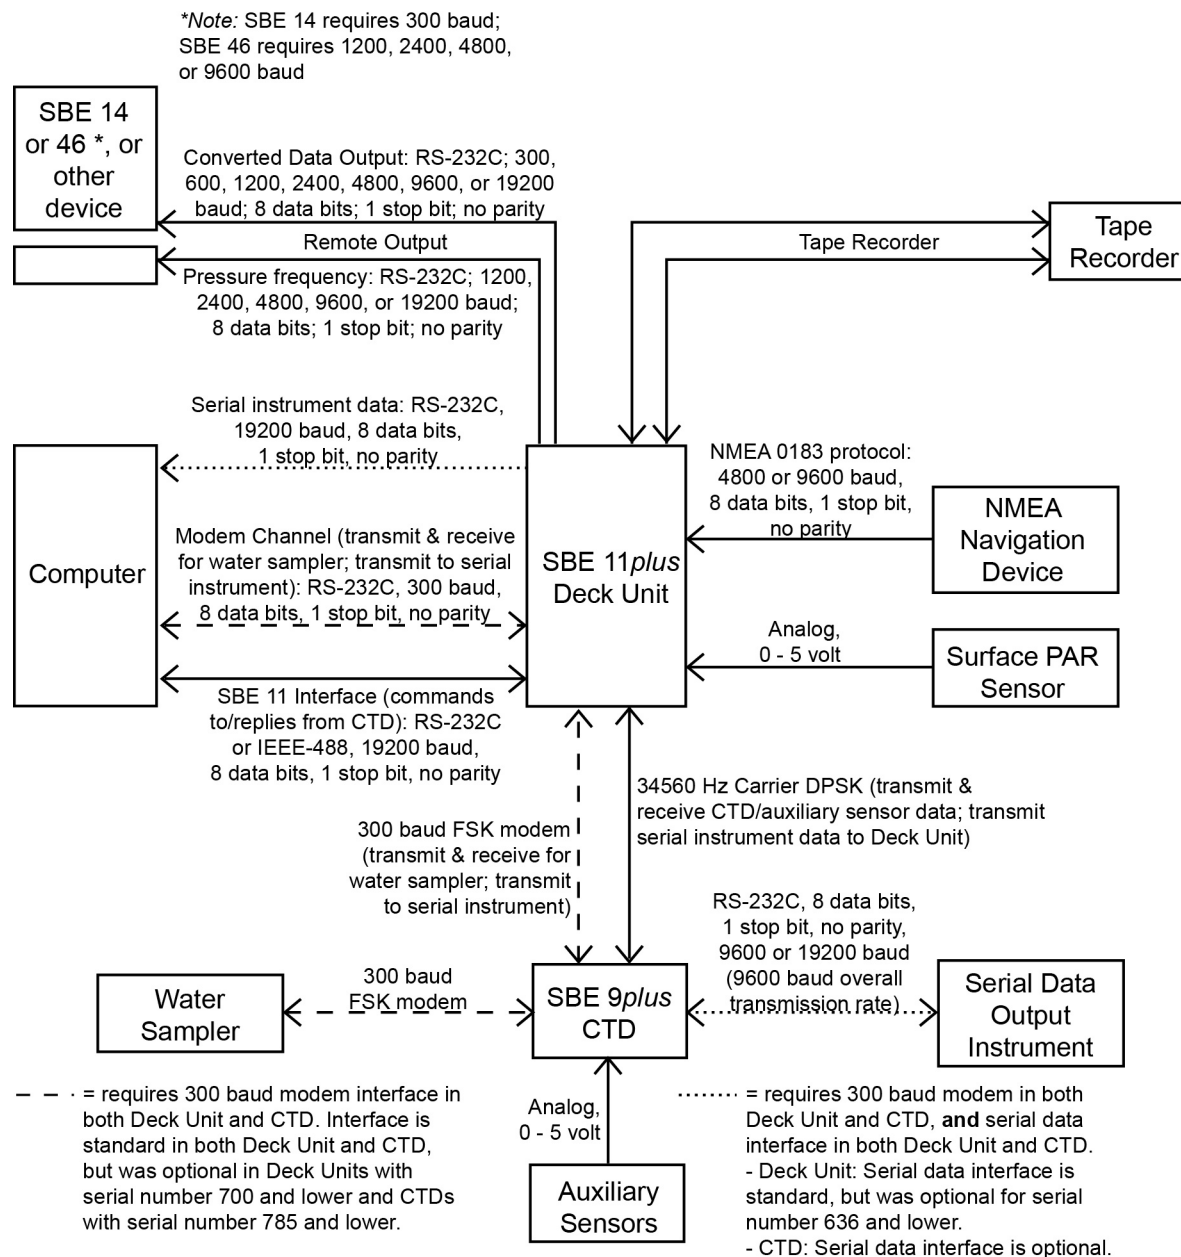 *Note: SBE 14 requires 300 baud;
SBE 46 requires 1200, 2400, 4800,
or 9600 baud
SBE 14
or 46 *, or
other
device
Converted Data Output: RS-232C; 300,
600, 1200, 2400, 4800, 9600, or 19200
baud; 8 data bits; 1 stop bit; no parity
Remote Output
Pressure frequency: RS-232C; 1200,
2400, 4800, 9600, or 19200 baud;
8 data bits; 1 stop bit; no parity
Tape Recorder
Tape
Recorder
Serial instrument data: RS-232C,
19200 baud, 8 data bits,
1 stop bit, no parity
Computer
Modem Channel (transmit & receive
for water sampler; transmit to serial
instrument): RS-232C, 300 baud,
8 data bits, 1 stop bit, no parity
SBE 11 Interface (commands
to/replies from CTD): RS-232C
or IEEE-488, 19200 baud,
8 data bits, 1 stop bit, no parity
SBE 11plus
Deck Unit
NMEA 0183 protocol:
4800 or 9600 baud,
8 data bits, 1 stop bit,
no parity
NMEA
Navigation
Device
Analog,
0 - 5 volt
Surface PAR
Sensor
300 baud FSK modem
(transmit & receive for
water sampler; transmit
to serial instrument)
34560 Hz Carrier DPSK (transmit &
receive CTD/auxiliary sensor data; transmit
serial instrument data to Deck Unit)
RS-232C, 8 data bits,
1 stop bit, no parity,
9600 or 19200 baud
(9600 baud overall
transmission rate)
Water
Sampler
300 baud
FSK modem
SBE 9plus
CTD
Serial Data
Output
Instrument
= requires 300 baud modem interface in
both Deck Unit and CTD. Interface is
standard in both Deck Unit and CTD,
but was optional in Deck Units with
serial number 700 and lower and CTDs
with serial number 785 and lower.
Analog,
0 - 5 volt
Auxiliary
Sensors
= requires 300 baud modem in both
Deck Unit and CTD, and serial data
interface in both Deck Unit and CTD.
- Deck Unit: Serial data interface is
standard, but was optional for serial
number 636 and lower.
- CTD: Serial data interface is optional.